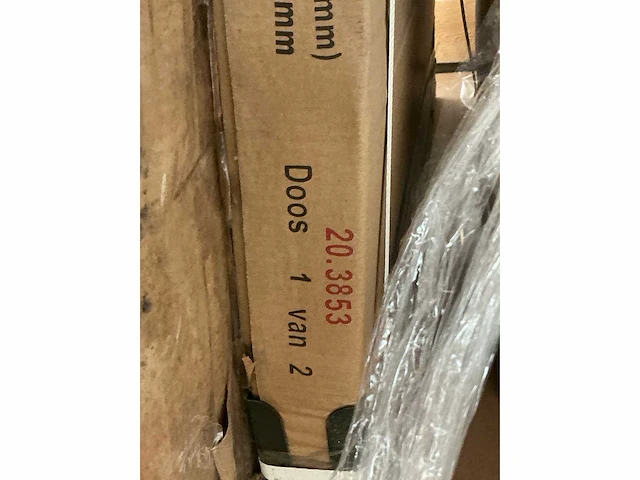 mm)
mm
20.3853
Doos 1 van 2